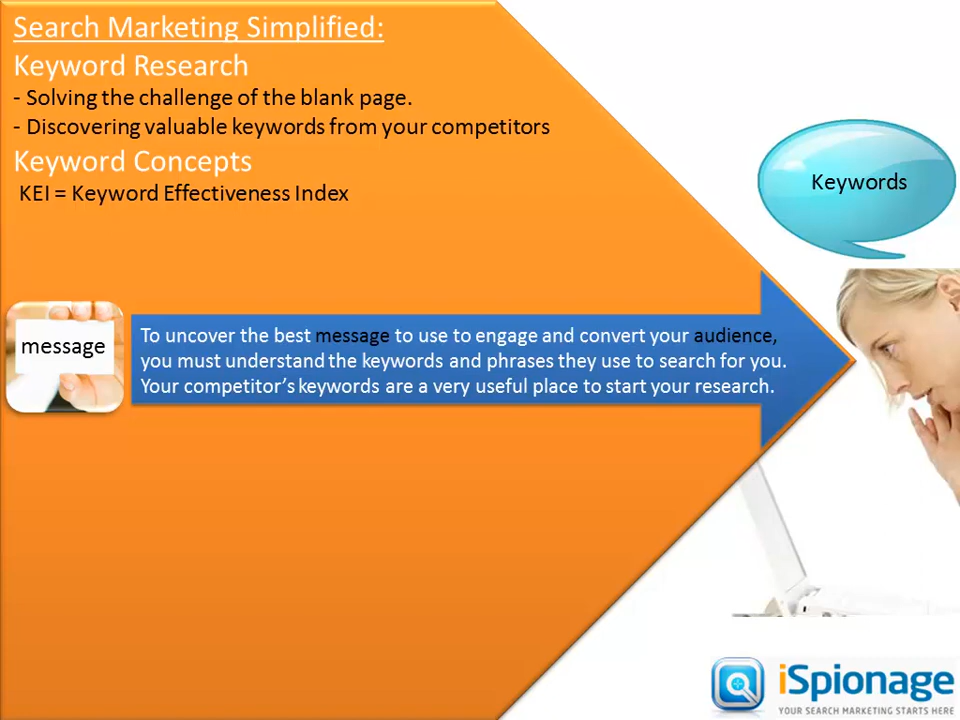 Search Marketing Simplified:
Keyword Research
- Solving the challenge of the blank page.
- Discovering valuable keywords from your competitors
Keyword Concepts
KEI = Keyword Effectiveness Index
Keywords
message
To uncover the best message to use to engage and convert your audience,
you must understand the keywords and phrases they use to search for you.
Your competitor's keywords are a very useful place to start your research.
iSpionage
YOUR SEARCH MARKETING STARTS HERE